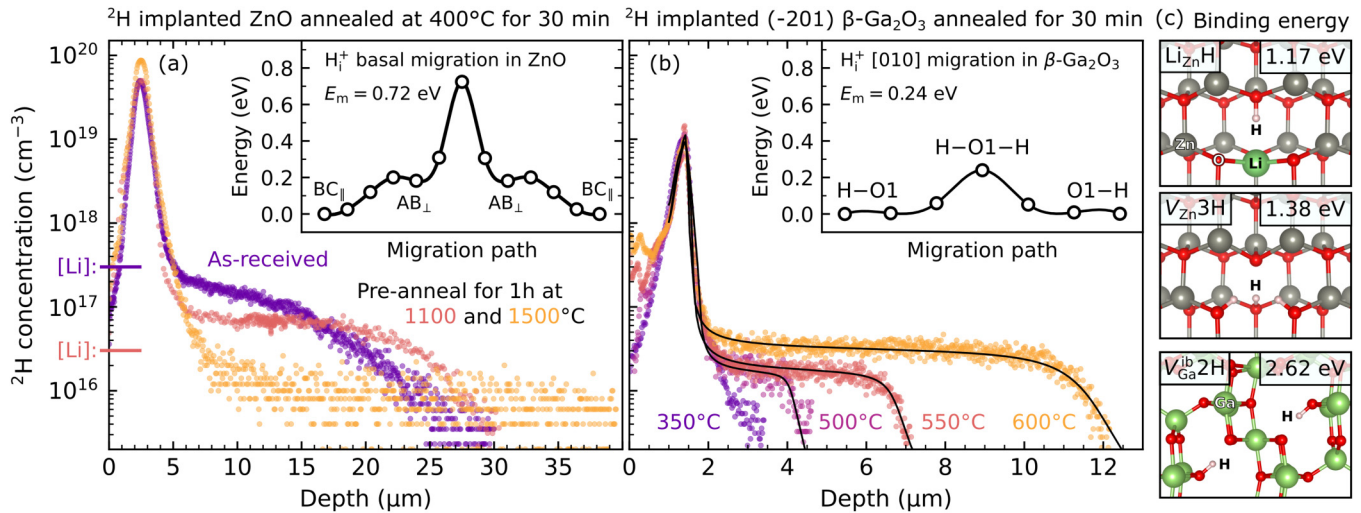 ²H implanted ZnO annealed at 400°C for 30 min
²H implanted (-201) β-Ga₂O₃ annealed for 30 min
(c) Binding energy
²H concentration (cm⁻³)
10²⁰
10¹⁹
10¹⁸
10¹⁷
10¹⁶
[Li]:
[Li]:
(a)
Energy (eV)
0.8
0.6
0.4
0.2
0.0
H_i⁺ basal migration in ZnO
E_m = 0.72 eV
BC∥
AB⊥
AB⊥
BC∥
Migration path
As-received
Pre-anneal for 1h at
1100 and 1500°C
0 5 10 15 20 25 30 35
Depth (μm)
(b)
Energy (eV)
0.8
0.6
0.4
0.2
0.0
H_i⁺ [010] migration in β-Ga₂O₃
E_m = 0.24 eV
H−O1−H
H−O1
O1−H
Migration path
350°C
500°C
550°C
600°C
2 4 6 8 10 12
Depth (μm)
Li_ZnH
1.17 eV
H
Zn
O
Li
V_Zn3H
1.38 eV
H
V_Ga^ib2H
2.62 eV
Ga
H
H